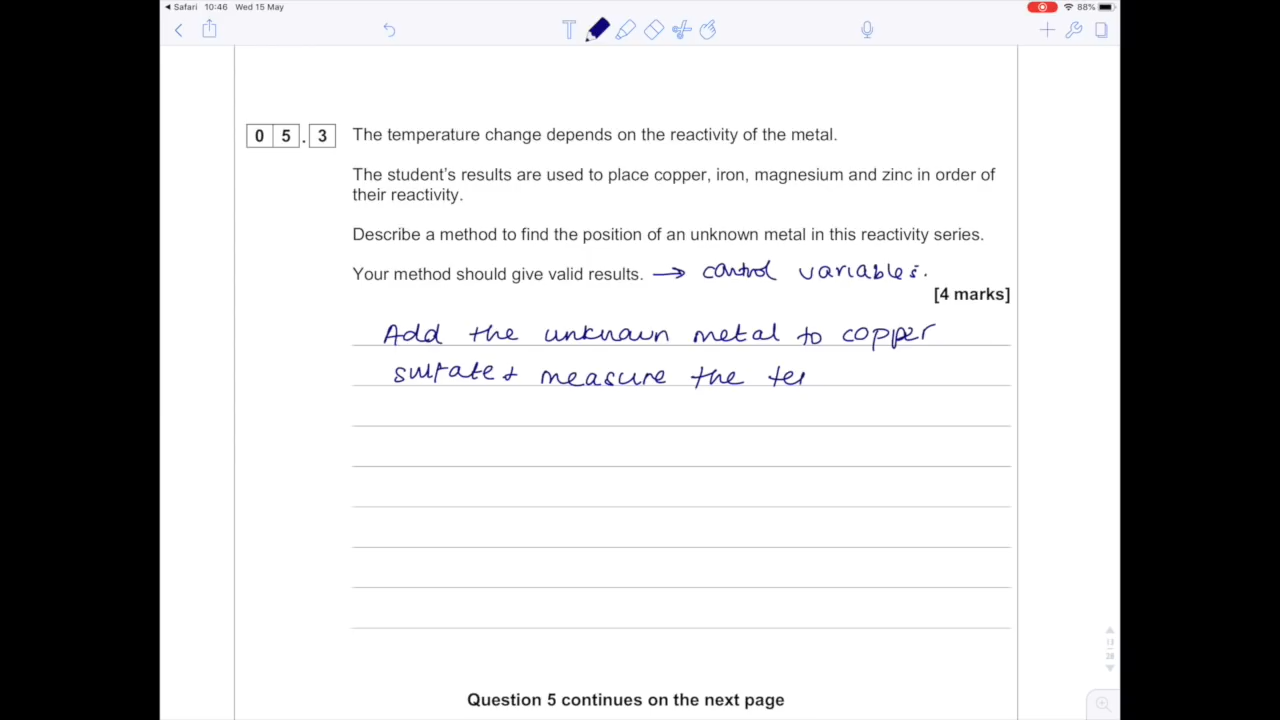 Safari 10:46 Wed 15 May 88%
05.3 The temperature change depends on the reactivity of the metal.
The student's results are used to place copper, iron, magnesium and zinc in order of
their reactivity.
Describe a method to find the position of an unknown metal in this reactivity series.
Your method should give valid results. → control variables.
[4 marks]
Add the unknown metal to copper
sulfate + measure the te
Question 5 continues on the next page